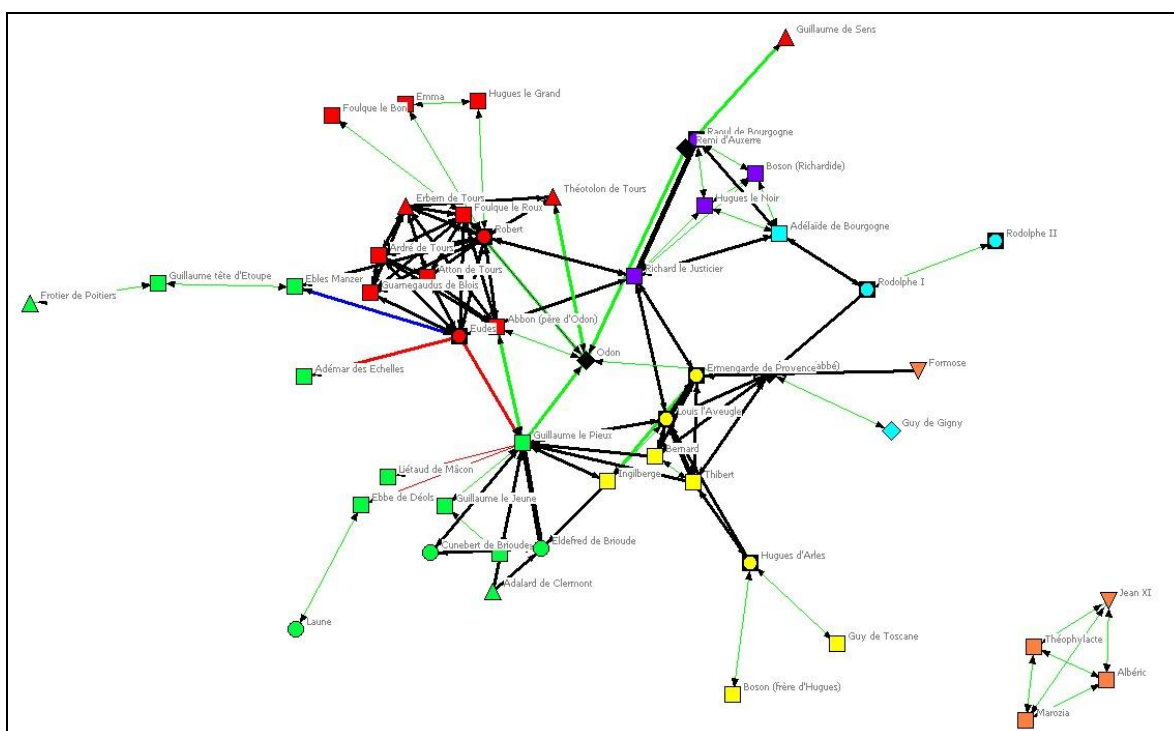 Guillaume de Sens
Hugues le Grand
Emma
Foulque le Bon
Raoul de Bourgogne
Remi d'Auxerre
Boson (Richardide)
Théotolon de Tours
Erbern de Tours
Hugues le Noir
Foulque le Roux
Robert
Adélaïde de Bourgogne
Rodolphe II
Ardré de Tours
Atton de Tours
Richard le Justicier
Guillaume tête d'Etoupe
Ebles Manzer
Guarnegaudus de Blois
Rodolphe I
Frotier de Poitiers
Abbon (père d'Odon)
Eudes
Odon
Ermengarde de Provence
abbé)
Formose
Adémar des Echelles
Louis l'Aveugle
Guy de Gigny
Guillaume le Pieux
Bernard
Liétaud de Mâcon
Ingilberge
Thibert
Ebbe de Déols
Guillaume le Jeune
Cunebert de Brioude
Eldefred de Brioude
Hugues d'Arles
Adalard de Clermont
Jean XI
Laune
Guy de Toscane
Théophylacte
Albéric
Boson (frère d'Hugues)
Marozia